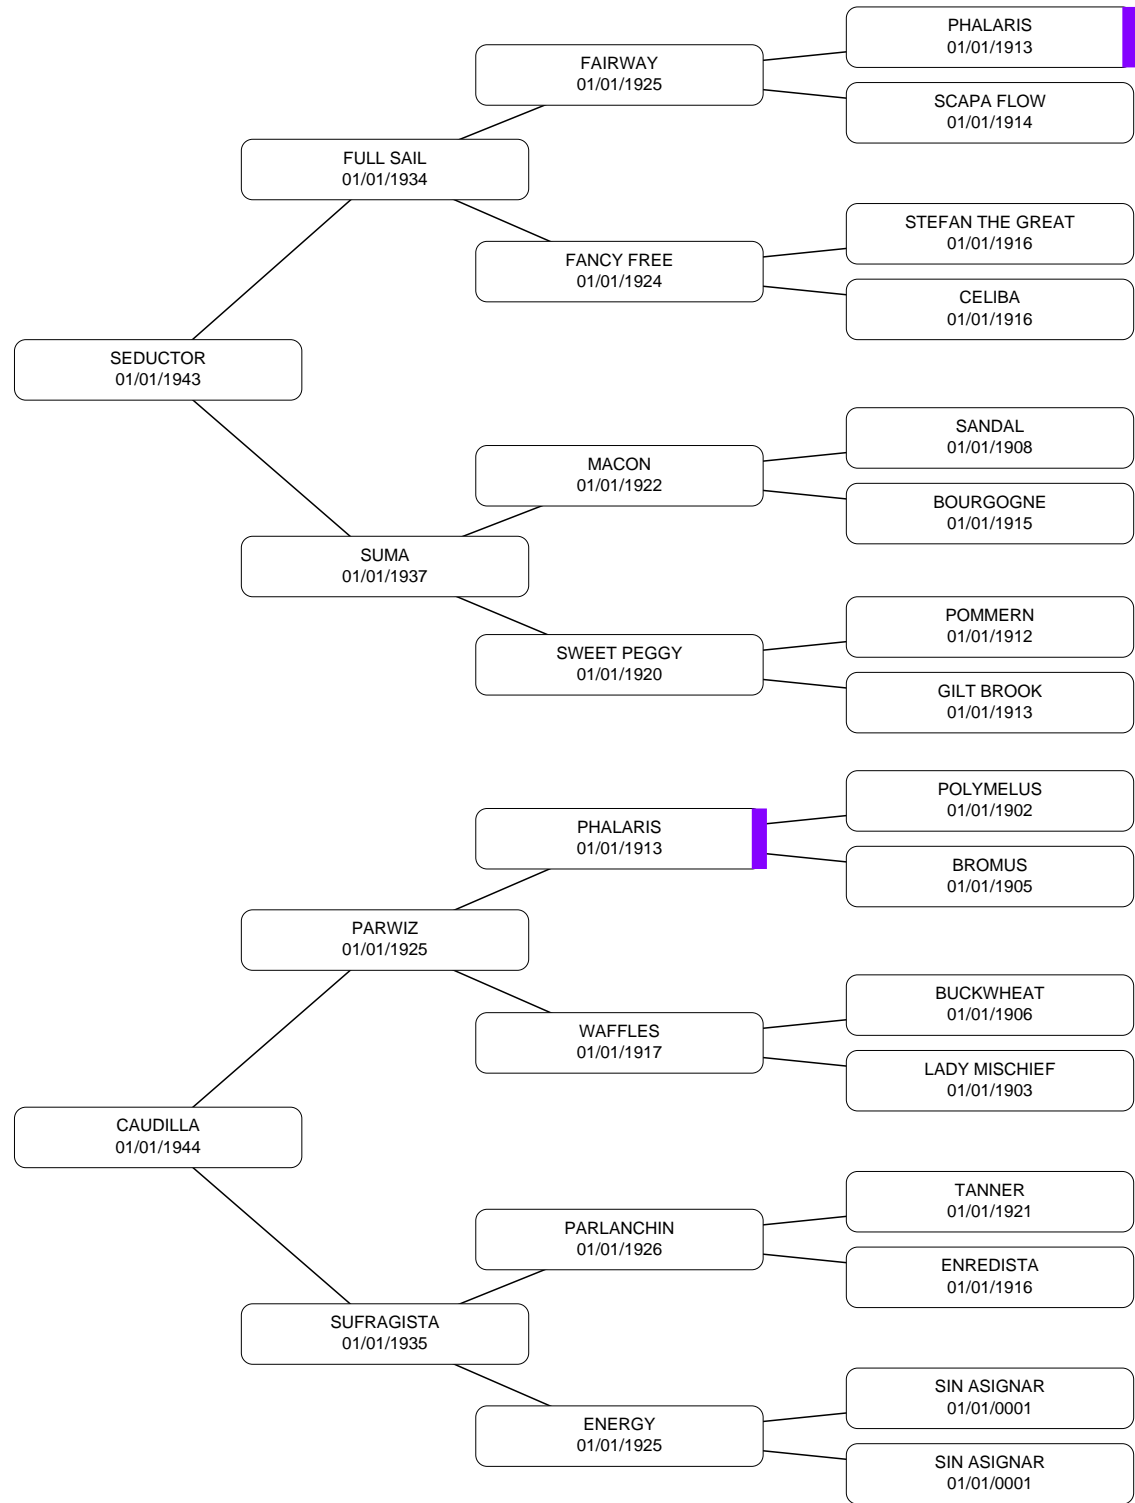 PHALARIS
01/01/1913
FAIRWAY
01/01/1925
SCAPA FLOW
01/01/1914
FULL SAIL
01/01/1934
STEFAN THE GREAT
01/01/1916
FANCY FREE
01/01/1924
CELIBA
01/01/1916
SEDUCTOR
01/01/1943
SANDAL
01/01/1908
MACON
01/01/1922
BOURGOGNE
01/01/1915
SUMA
01/01/1937
POMMERN
01/01/1912
SWEET PEGGY
01/01/1920
GILT BROOK
01/01/1913
POLYMELUS
01/01/1902
PHALARIS
01/01/1913
BROMUS
01/01/1905
PARWIZ
01/01/1925
BUCKWHEAT
01/01/1906
WAFFLES
01/01/1917
LADY MISCHIEF
01/01/1903
CAUDILLA
01/01/1944
TANNER
01/01/1921
PARLANCHIN
01/01/1926
ENREDISTA
01/01/1916
SUFRAGISTA
01/01/1935
SIN ASIGNAR
01/01/0001
ENERGY
01/01/1925
SIN ASIGNAR
01/01/0001